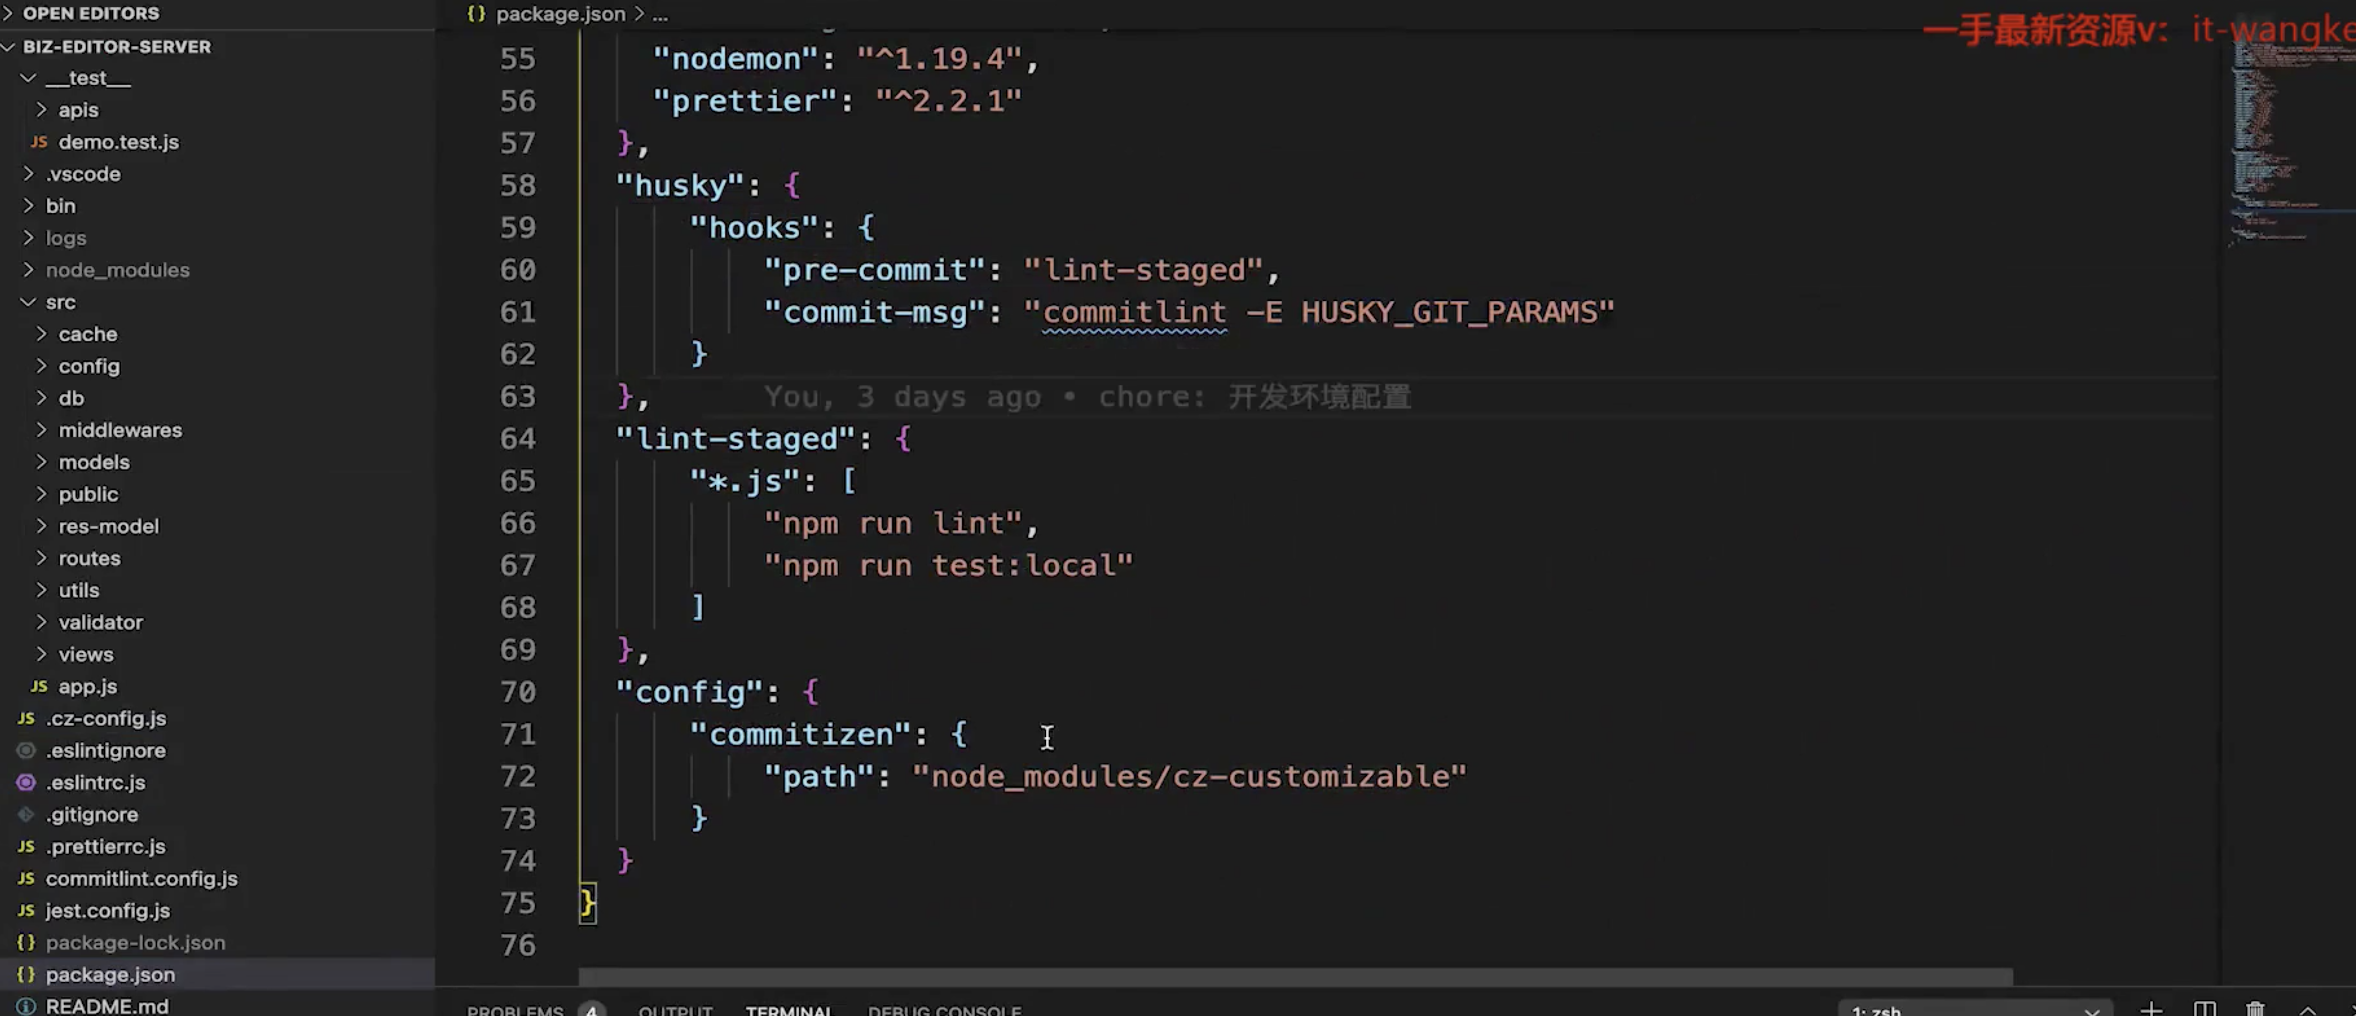 OPEN EDITORS
BIZ-EDITOR-SERVER
__test__
apis
JS demo.test.js
.vscode
bin
logs
node_modules
src
cache
config
db
middlewares
models
public
res-model
routes
utils
validator
views
JS app.js
JS .cz-config.js
.eslintignore
.eslintrc.js
.gitignore
JS .prettierrc.js
JS commitlint.config.js
JS jest.config.js
{} package-lock.json
{} package.json
README.md
{} package.json > ...
一手最新资源v: it-wangke
55 "nodemon": "^1.19.4",
56 "prettier": "^2.2.1"
57 },
58 "husky": {
59 "hooks": {
60 "pre-commit": "lint-staged",
61 "commit-msg": "commitlint -E HUSKY_GIT_PARAMS"
62 }
63 }, You, 3 days ago • chore: 开发环境配置
64 "lint-staged": {
65 "*.js": [
66 "npm run lint",
67 "npm run test:local"
68 ]
69 },
70 "config": {
71 "commitizen": {
72 "path": "node_modules/cz-customizable"
73 }
74 }
75 }
76
PROBLEMS 4 OUTPUT TERMINAL DEBUG CONSOLE 1: zsh